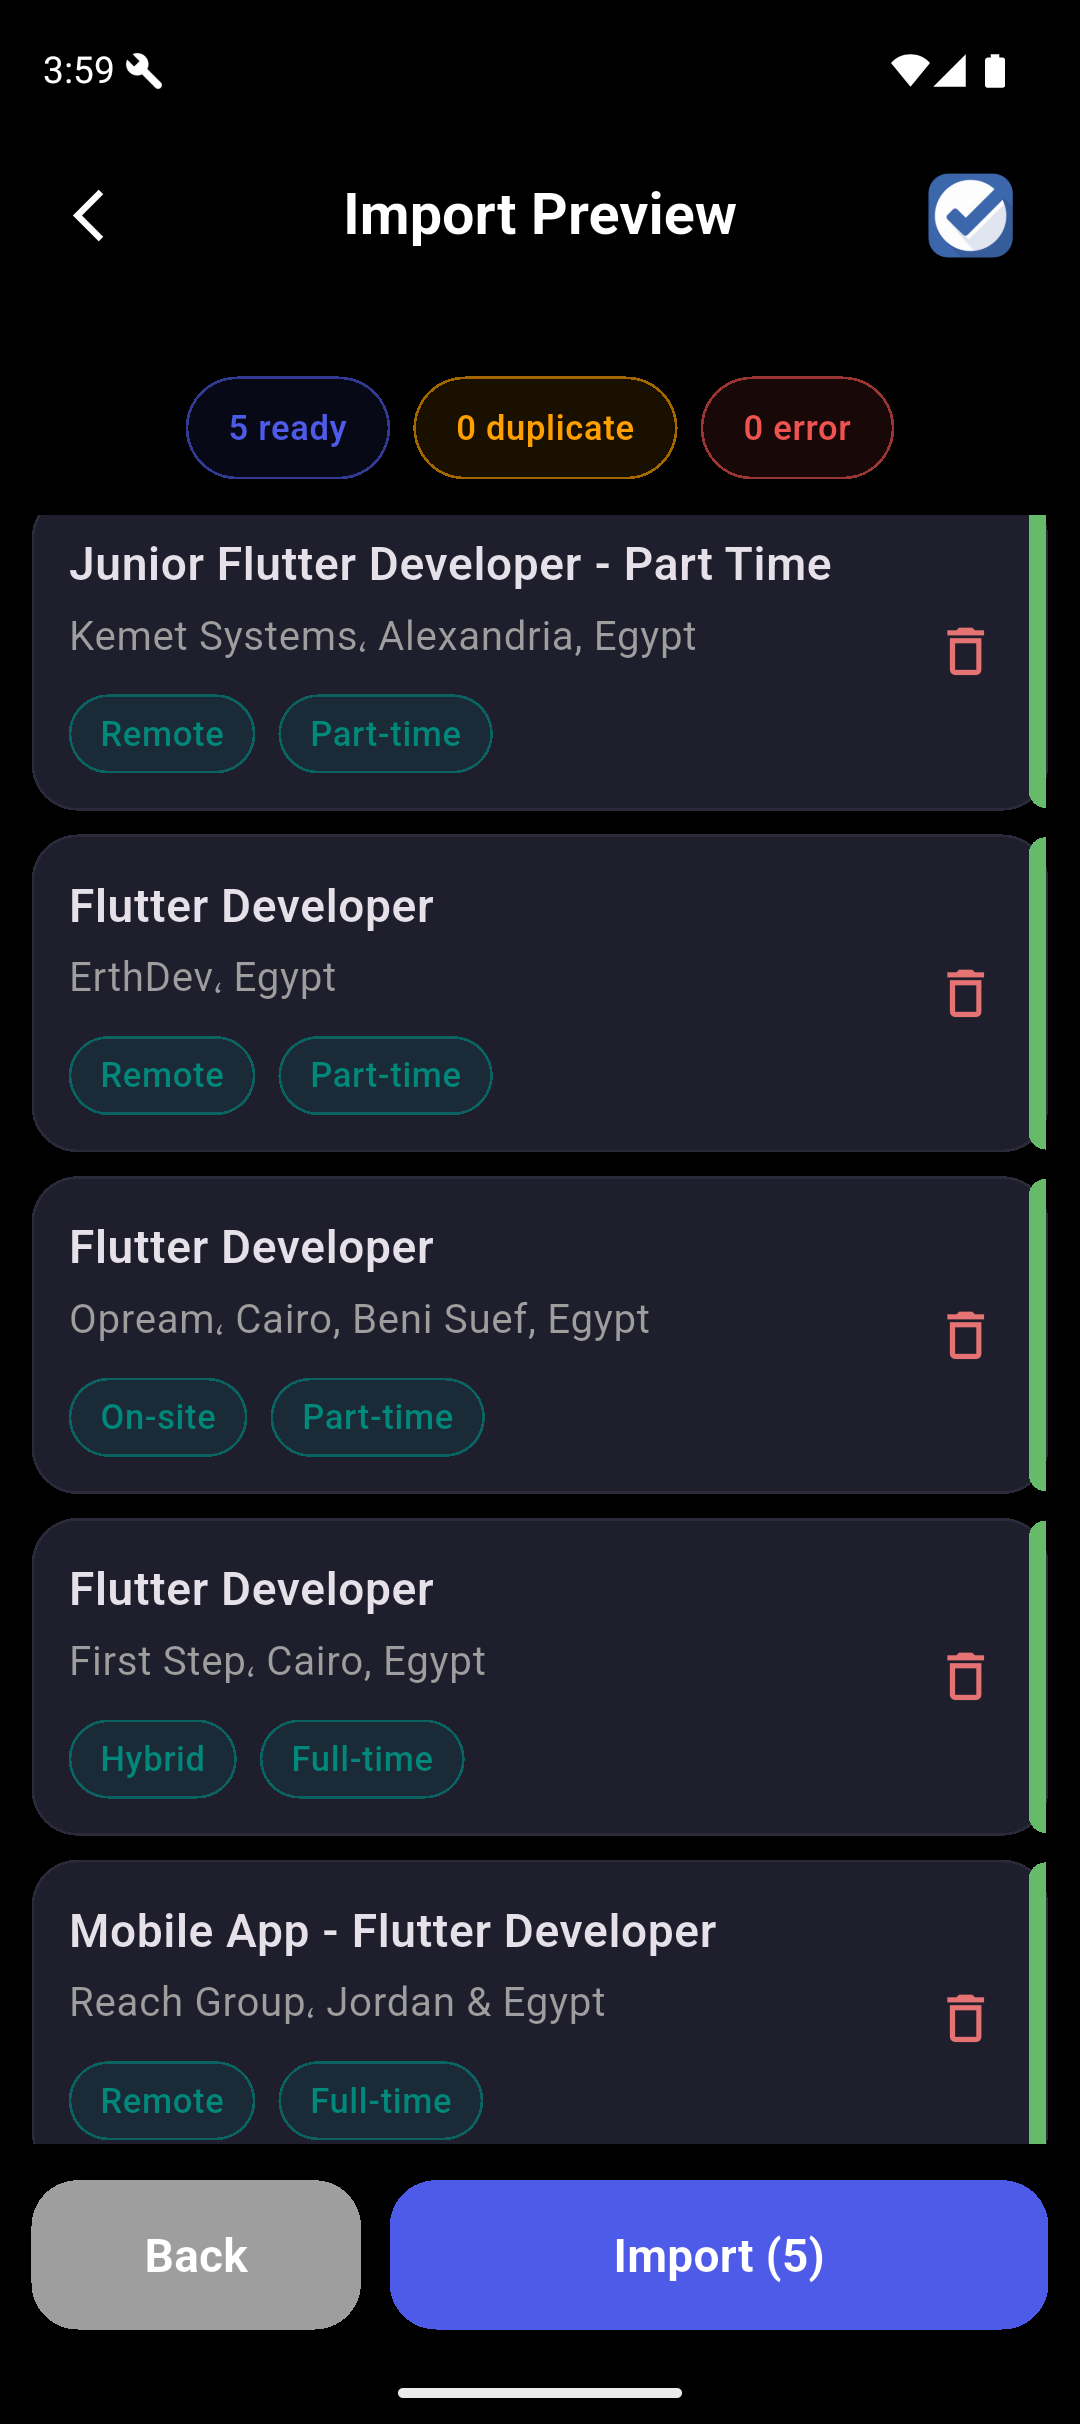 3:59
Import Preview
5 ready
0 duplicate
0 error
Junior Flutter Developer - Part Time
Kemet Systems، Alexandria, Egypt
Remote
Part-time
Flutter Developer
ErthDev، Egypt
Remote
Part-time
Flutter Developer
Opream، Cairo, Beni Suef, Egypt
On-site
Part-time
Flutter Developer
First Step، Cairo, Egypt
Hybrid
Full-time
Mobile App - Flutter Developer
Reach Group، Jordan & Egypt
Remote
Full-time
Back
Import (5)